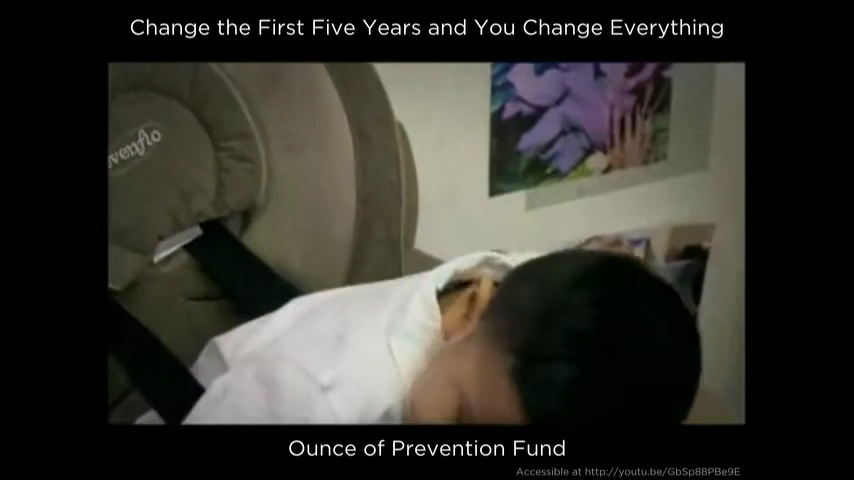 Change the First Five Years and You Change Everything
venflo
Ounce of Prevention Fund
Accessible at http://youtu.be/GbSp88PBe9E